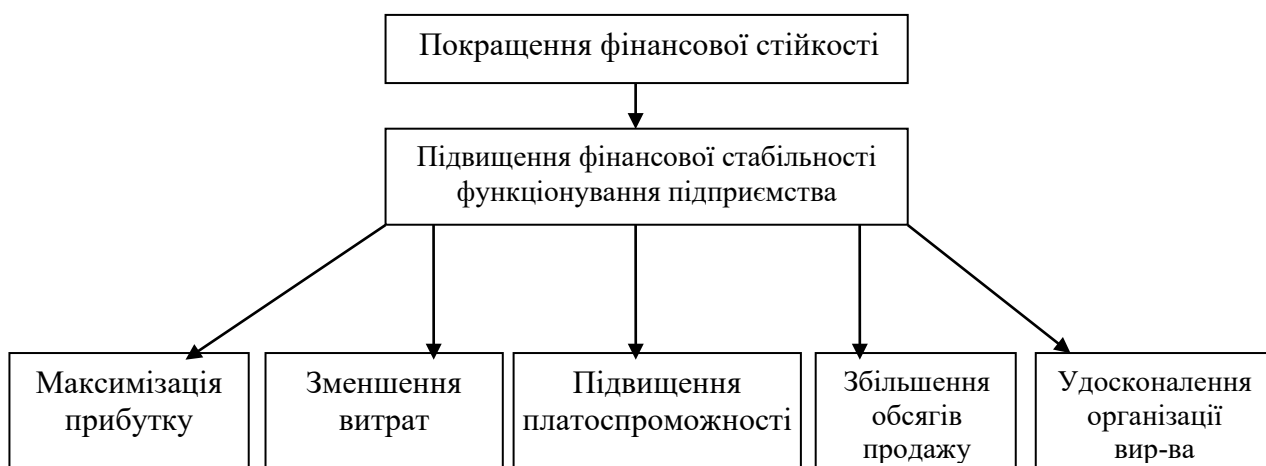 Покращення фінансової стійкості
Підвищення фінансової стабільності
функціонування підприємства
Максимізація
прибутку
Зменшення
витрат
Підвищення
платоспроможності
Збільшення
обсягів
продажу
Удосконалення
організації
вир-ва